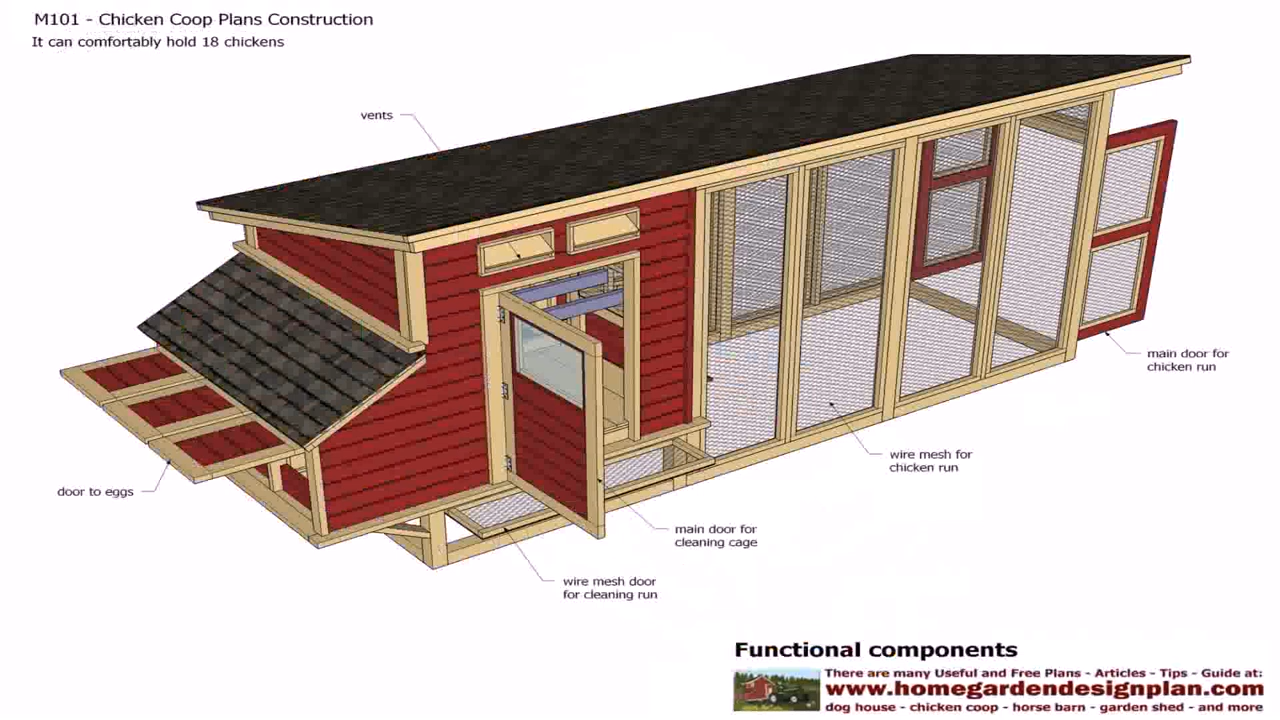 M101 - Chicken Coop Plans Construction
It can comfortably hold 18 chickens
vents
main door for
chicken run
wire mesh for
chicken run
door to eggs
main door for
cleaning cage
wire mesh door
for cleaning run
Functional components
There are many Useful and Free Plans - Articles - Tips - Guide at:
www.homegardendesignplan.com
dog house - chicken coop - horse barn - garden shed - and more